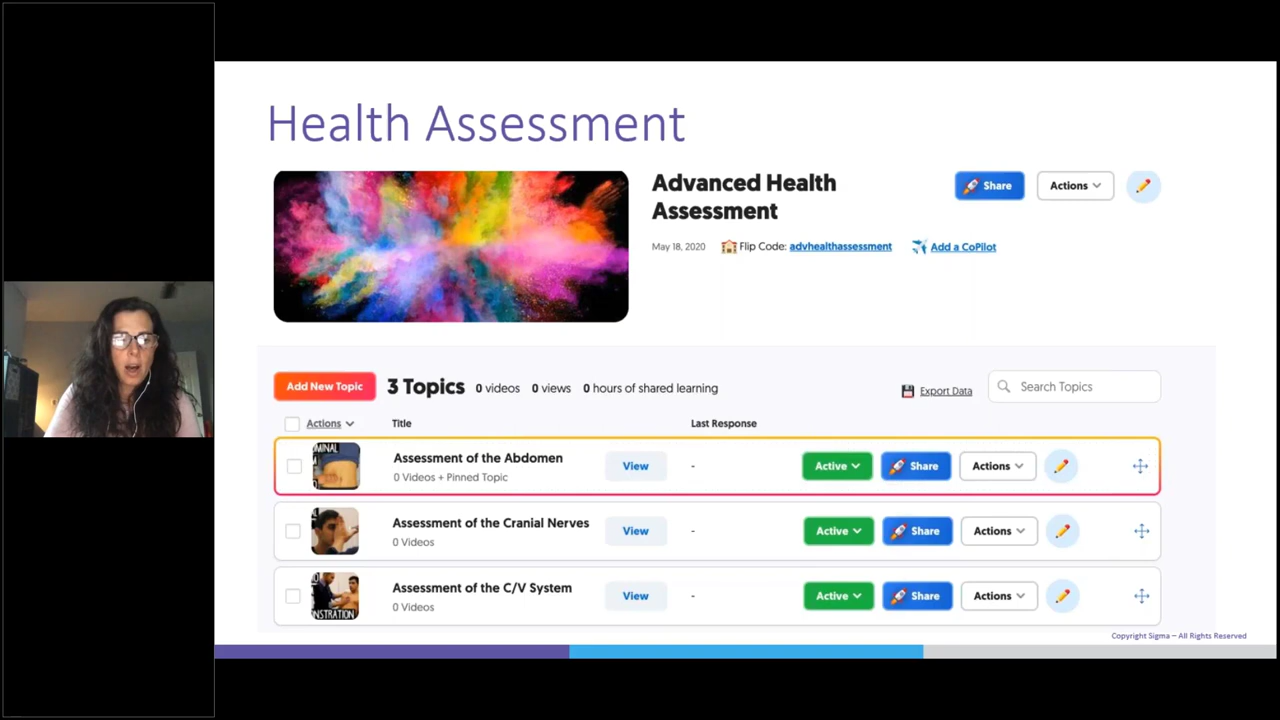 Health Assessment
Advanced Health
Assessment
Share
Actions
May 18, 2020
Flip Code: advhealthassessment
Add a CoPilot
Add New Topic
3 Topics
0 videos
0 views
0 hours of shared learning
Export Data
Search Topics
Actions
Title
Last Response
MINAL
Assessment of the Abdomen
0 Videos + Pinned Topic
View
-
Active
Share
Actions
Assessment of the Cranial Nerves
0 Videos
View
-
Active
Share
Actions
NSTRATION
Assessment of the C/V System
0 Videos
View
-
Active
Share
Actions
Copyright Sigma – All Rights Reserved